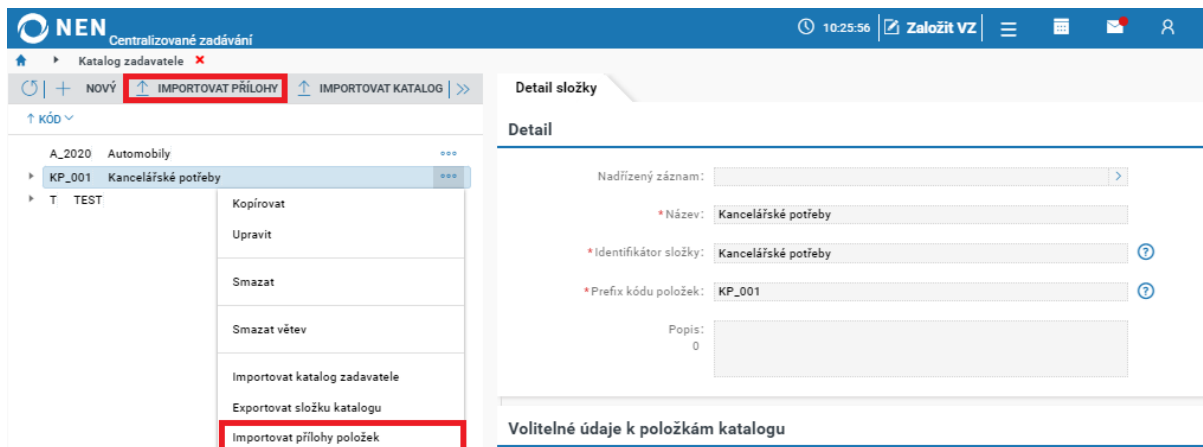 NEN Centralizované zadávání 10:25:56 Založit VZ
Katalog zadavatele
NOVÝ IMPORTOVAT PŘÍLOHY IMPORTOVAT KATALOG
KÓD
A_2020 Automobily
KP_001 Kancelářské potřeby
T TEST
Kopírovat
Upravit
Smazat
Smazat větev
Importovat katalog zadavatele
Exportovat složku katalogu
Importovat přílohy položek
Detail složky
Detail
Nadřízený záznam:
*Název: Kancelářské potřeby
*Identifikátor složky: Kancelářské potřeby
*Prefix kódu položek: KP_001
Popis:
0
Volitelné údaje k položkám katalogu